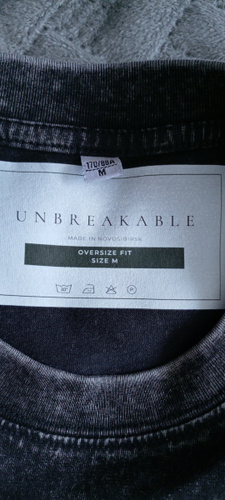 170/88A
M
UNBREAKABLE
MADE IN NOVOSIBIRSK
OVERSIZE FIT
SIZE M